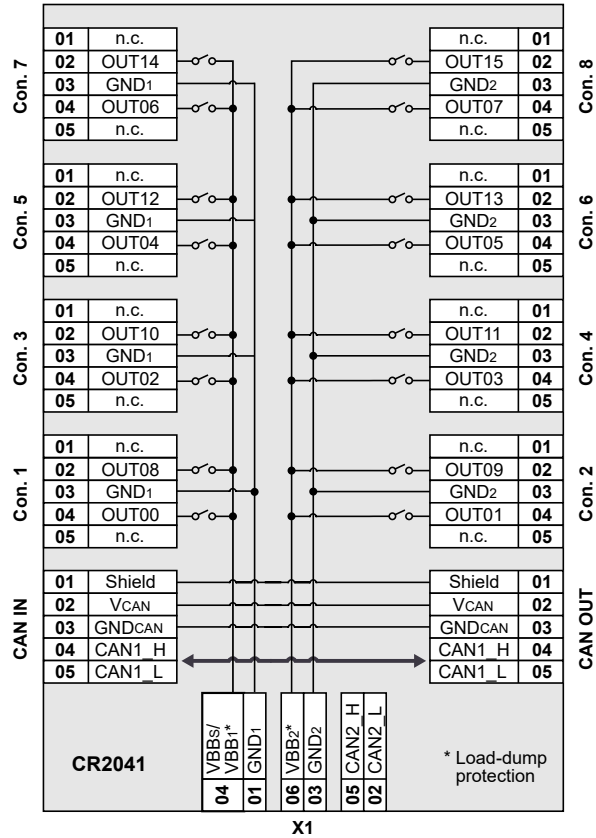 Con. 7
01 n.c.
02 OUT14
03 GND1
04 OUT06
05 n.c.
Con. 8
n.c. 01
OUT15 02
GND2 03
OUT07 04
n.c. 05
Con. 5
01 n.c.
02 OUT12
03 GND1
04 OUT04
05 n.c.
Con. 6
n.c. 01
OUT13 02
GND2 03
OUT05 04
n.c. 05
Con. 3
01 n.c.
02 OUT10
03 GND1
04 OUT02
05 n.c.
Con. 4
n.c. 01
OUT11 02
GND2 03
OUT03 04
n.c. 05
Con. 1
01 n.c.
02 OUT08
03 GND1
04 OUT00
05 n.c.
Con. 2
n.c. 01
OUT09 02
GND2 03
OUT01 04
n.c. 05
CAN IN
01 Shield
02 VCAN
03 GNDCAN
04 CAN1_H
05 CAN1_L
CAN OUT
Shield 01
VCAN 02
GNDCAN 03
CAN1_H 04
CAN1_L 05
CR2041
04 VBBS/
VBB1*
01 GND1
06 VBB2*
03 GND2
05 CAN2_H
02 CAN2_L
* Load-dump
protection
X1